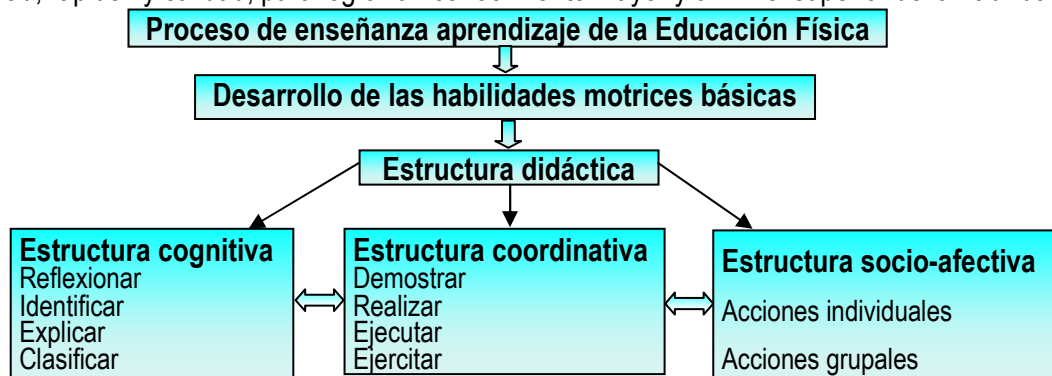 Proceso de enseñanza aprendizaje de la Educación Física
Desarrollo de las habilidades motrices básicas
Estructura didáctica
Estructura cognitiva
Reflexionar
Identificar
Explicar
Clasificar
Estructura coordinativa
Demostrar
Realizar
Ejecutar
Ejercitar
Estructura socio-afectiva
Acciones individuales
Acciones grupales